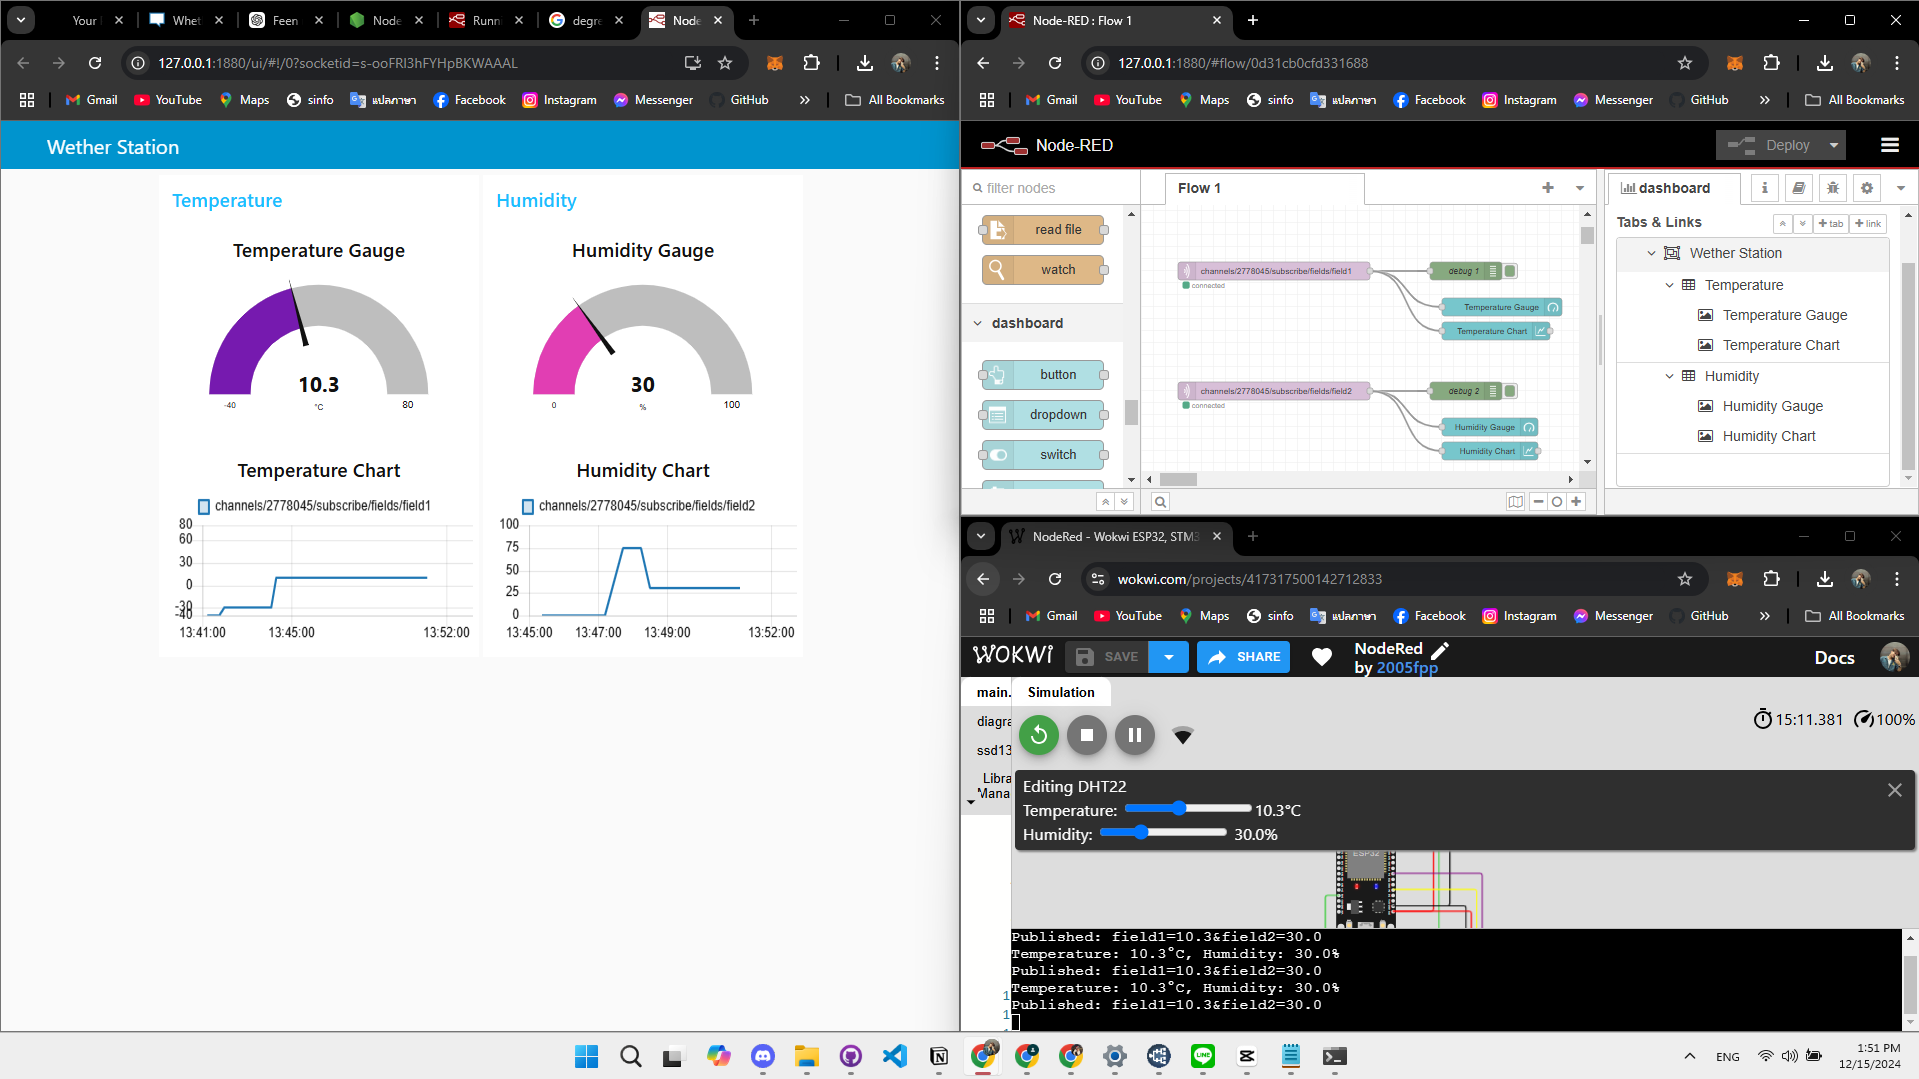 Your
Whet
Feen
Node
Runni
degre
Node
127.0.0.1:1880/ui/#!/0?socketid=s-ooFRI3hFYHpBKWAAAL
Gmail
YouTube
Maps
sinfo
แปลภาษา
Facebook
Instagram
Messenger
GitHub
All Bookmarks
Wether Station
Temperature
Temperature Gauge
10.3
-40
°C
80
Temperature Chart
channels/2778045/subscribe/fields/field1
80
60
30
0
-30
-40
13:41:00
13:45:00
13:52:00
Humidity
Humidity Gauge
30
0
%
100
Humidity Chart
channels/2778045/subscribe/fields/field2
100
75
50
25
0
13:45:00
13:47:00
13:49:00
13:52:00
Node-RED : Flow 1
127.0.0.1:1880/#flow/0d31cb0cfd331688
Gmail
YouTube
Maps
sinfo
แปลภาษา
Facebook
Instagram
Messenger
GitHub
All Bookmarks
Node-RED
Deploy
filter nodes
read file
watch
dashboard
button
dropdown
switch
Flow 1
channels/2778045/subscribe/fields/field1
connected
debug 1
Temperature Gauge
Temperature Chart
channels/2778045/subscribe/fields/field2
connected
debug 2
Humidity Gauge
Humidity Chart
dashboard
i
Tabs & Links
tab
link
Wether Station
Temperature
Temperature Gauge
Temperature Chart
Humidity
Humidity Gauge
Humidity Chart
NodeRed - Wokwi ESP32, STM3
wokwi.com/projects/417317500142712833
Gmail
YouTube
Maps
sinfo
แปลภาษา
Facebook
Instagram
Messenger
GitHub
All Bookmarks
WOKWI
SAVE
SHARE
NodeRed
by 2005fpp
Docs
main.
diagra
ssd13
Libra
Mana
Simulation
15:11.381
100%
Editing DHT22
Temperature: 10.3°C
Humidity: 30.0%
ESP32
Published: field1=10.3&field2=30.0
Temperature: 10.3°C, Humidity: 30.0%
Published: field1=10.3&field2=30.0
Temperature: 10.3°C, Humidity: 30.0%
Published: field1=10.3&field2=30.0
1
1
LINE
ENG
1:51 PM
12/15/2024